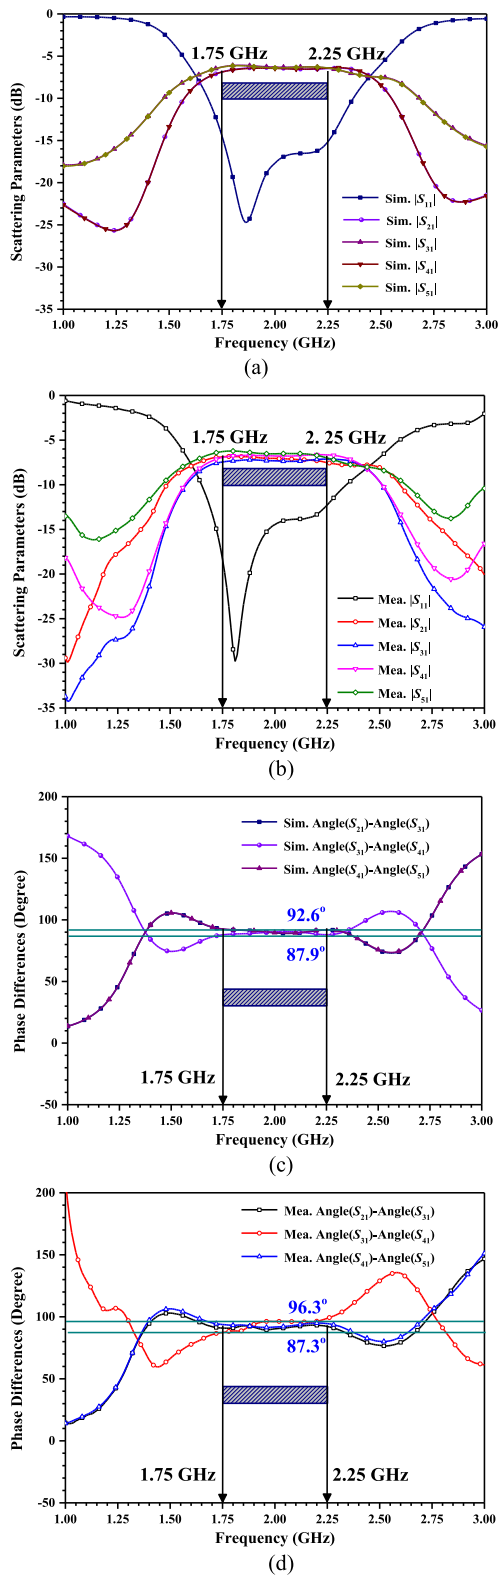 0
-5
-10
-15
-20
-25
-30
-35
Scattering Parameters (dB)
1.75 GHz
2.25 GHz
Sim. |S11|
Sim. |S21|
Sim. |S31|
Sim. |S41|
Sim. |S51|
1.00 1.25 1.50 1.75 2.00 2.25 2.50 2.75 3.00
Frequency (GHz)
(a)
0
-5
-10
-15
-20
-25
-30
-35
Scattering Parameters (dB)
1.75 GHz
2. 25 GHz
Mea. |S11|
Mea. |S21|
Mea. |S31|
Mea. |S41|
Mea. |S51|
1.00 1.25 1.50 1.75 2.00 2.25 2.50 2.75 3.00
Frequency (GHz)
(b)
200
150
100
50
0
-50
Phase Differences (Degree)
Sim. Angle(S21)-Angle(S31)
Sim. Angle(S31)-Angle(S41)
Sim. Angle(S41)-Angle(S51)
92.6o
87.9o
1.75 GHz
2.25 GHz
1.00 1.25 1.50 1.75 2.00 2.25 2.50 2.75 3.00
Frequency (GHz)
(c)
200
150
100
50
0
-50
Phase Differences (Degree)
Mea. Angle(S21)-Angle(S31)
Mea. Angle(S31)-Angle(S41)
Mea. Angle(S41)-Angle(S51)
96.3o
87.3o
1.75 GHz
2.25 GHz
1.00 1.25 1.50 1.75 2.00 2.25 2.50 2.75 3.00
Frequency (GHz)
(d)